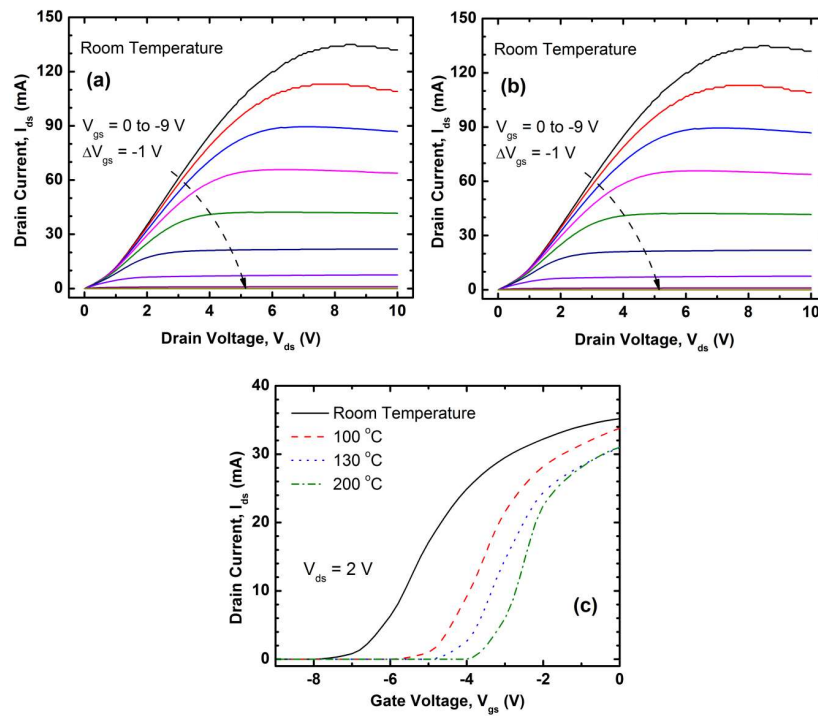 150
120
90
60
30
0
Drain Current, I_ds (mA)
Room Temperature
(a)
V_gs = 0 to -9 V
ΔV_gs = -1 V
0 2 4 6 8 10
Drain Voltage, V_ds (V)
150
120
90
60
30
0
Drain Current, I_ds (mA)
Room Temperature
(b)
V_gs = 0 to -9 V
ΔV_gs = -1 V
0 2 4 6 8 10
Drain Voltage, V_ds (V)
40
30
20
10
0
Drain Current, I_ds (mA)
Room Temperature
100 °C
130 °C
200 °C
V_ds = 2 V
(c)
-8 -6 -4 -2 0
Gate Voltage, V_gs (V)